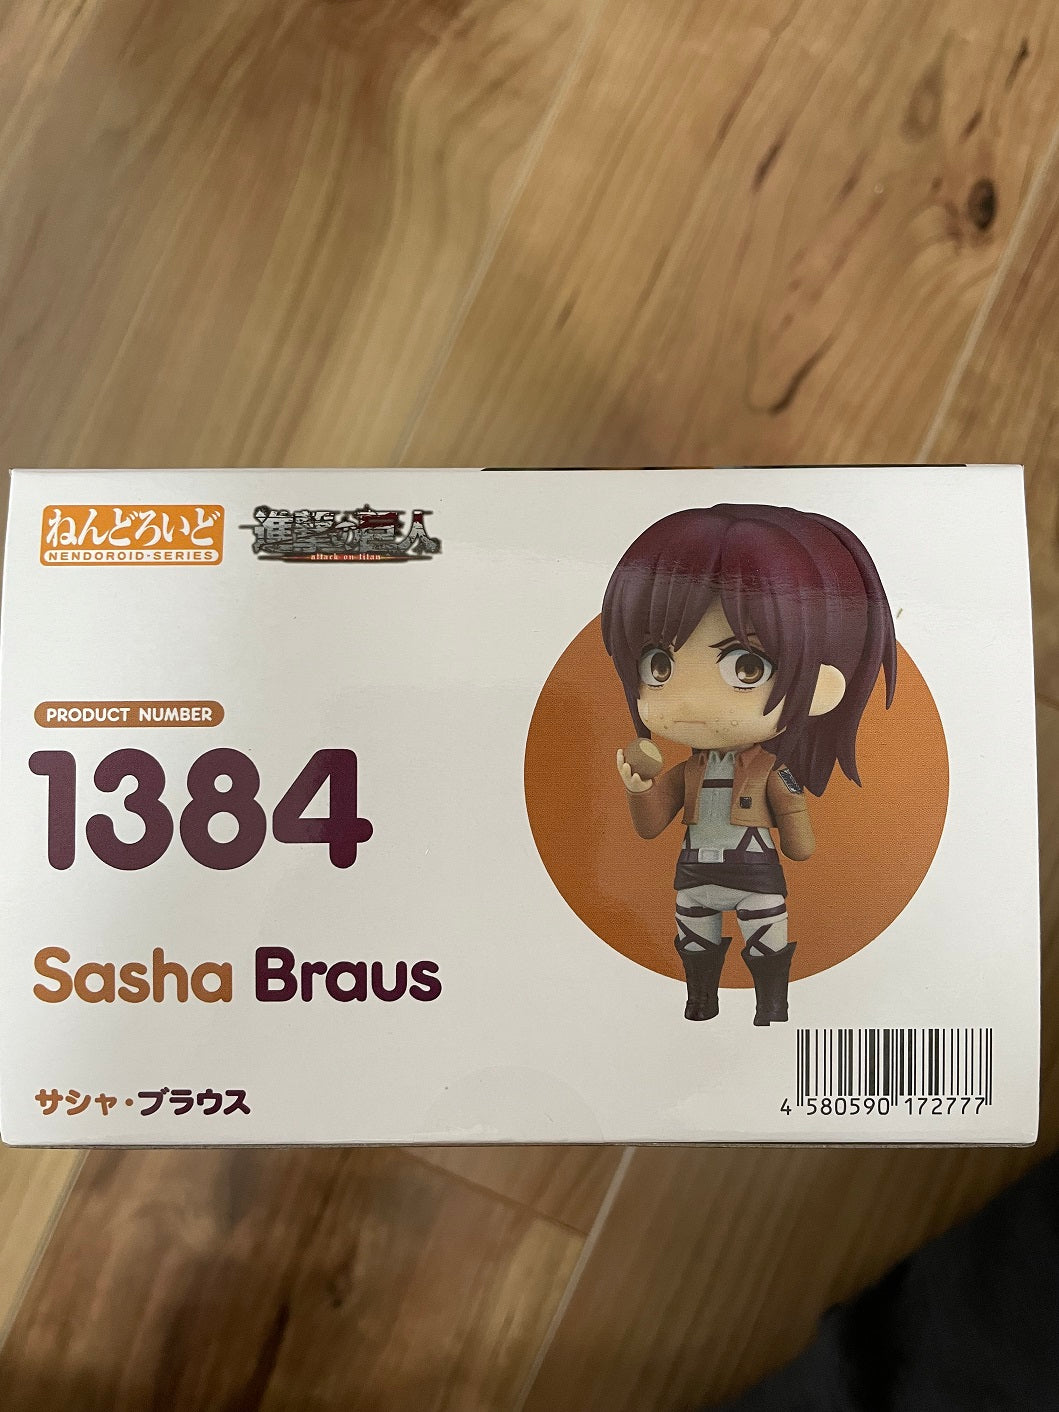 ねんどろいど
NENDOROID-SERIES
進撃の巨人
attack on titan
PRODUCT NUMBER
1384
Sasha Braus
サシャ・ブラウス
4 580590 172777